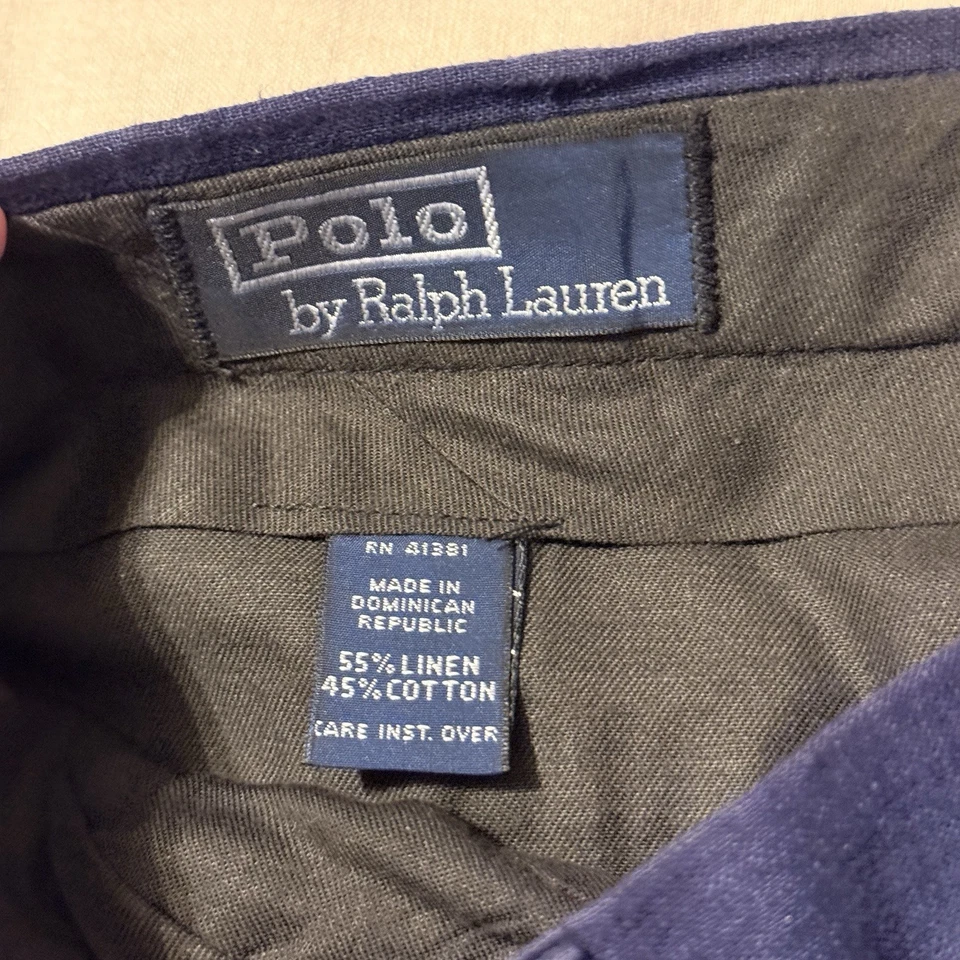 Polo
by Ralph Lauren
RN 41381
MADE IN
DOMINICAN
REPUBLIC
55% LINEN
45% COTTON
CARE INST. OVER